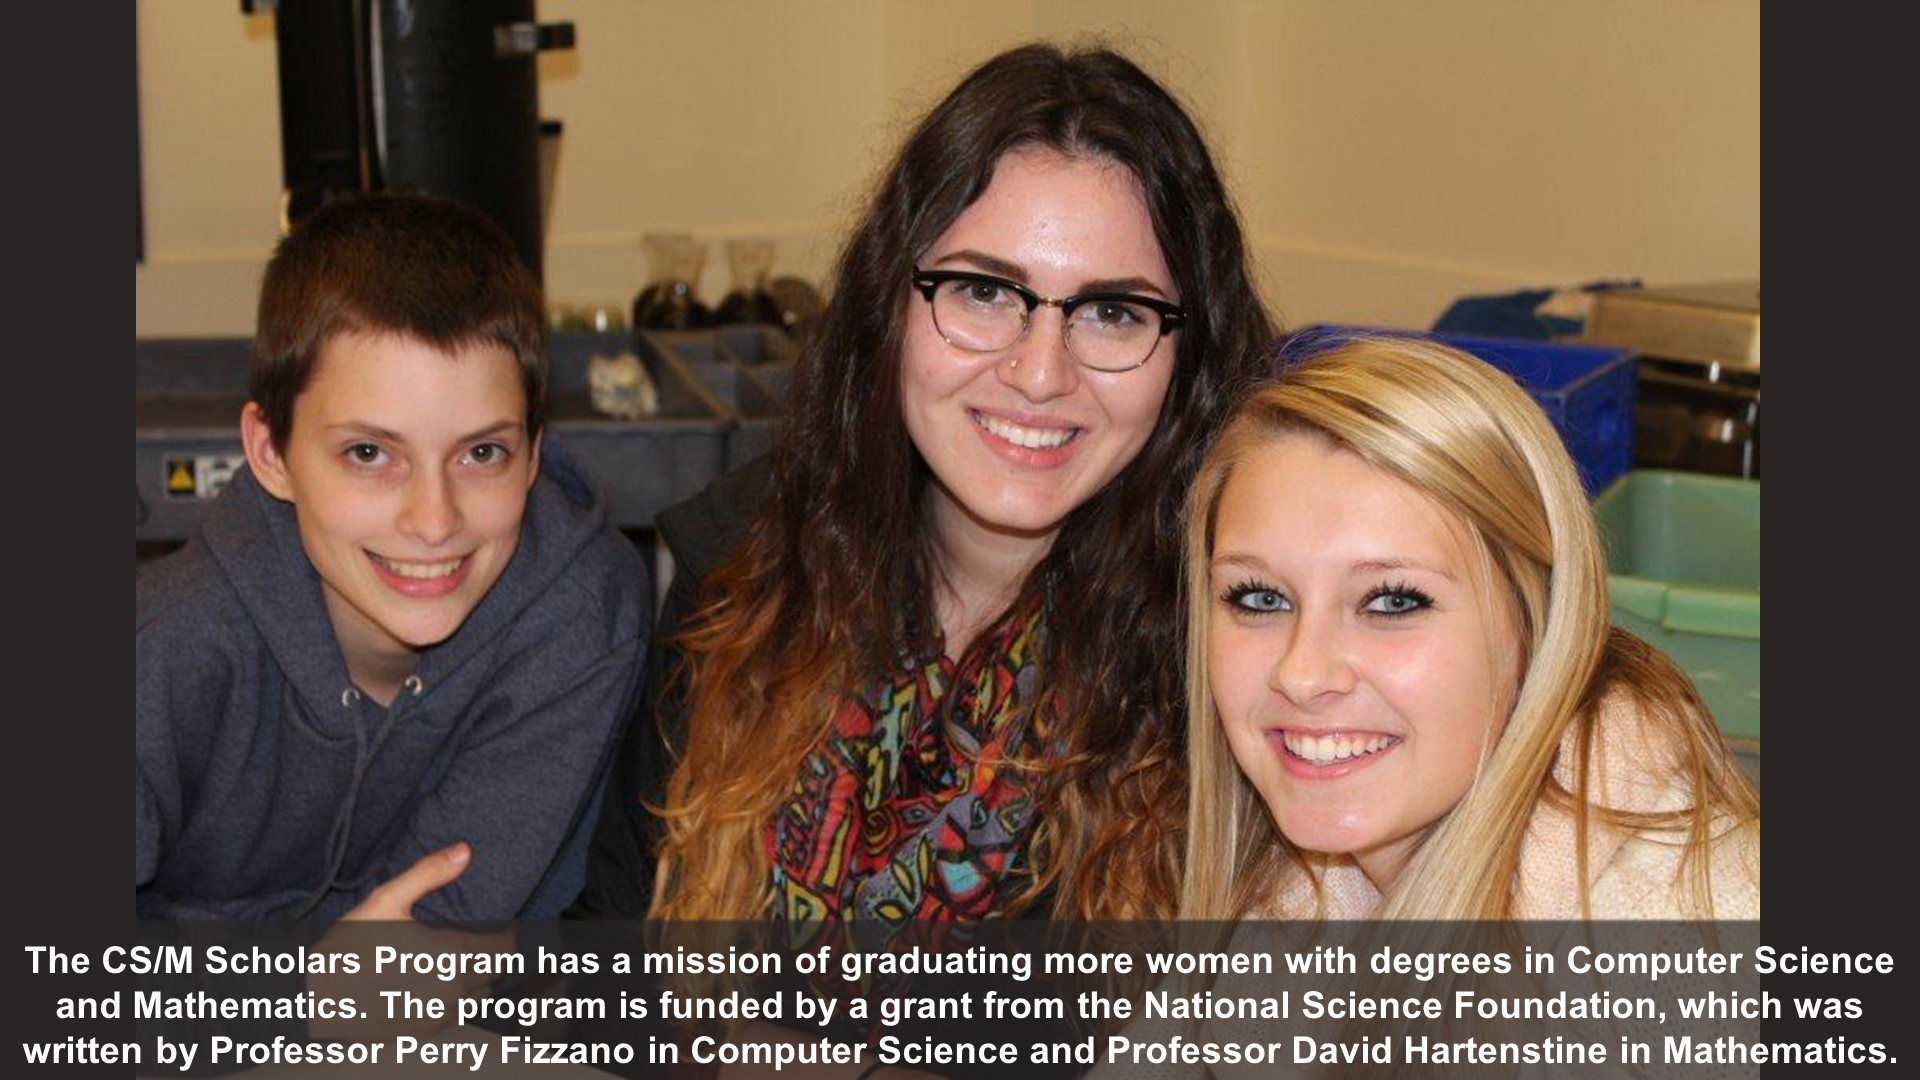 The CS/M Scholars Program has a mission of graduating more women with degrees in Computer Science
and Mathematics. The program is funded by a grant from the National Science Foundation, which was
written by Professor Perry Fizzano in Computer Science and Professor David Hartenstine in Mathematics.